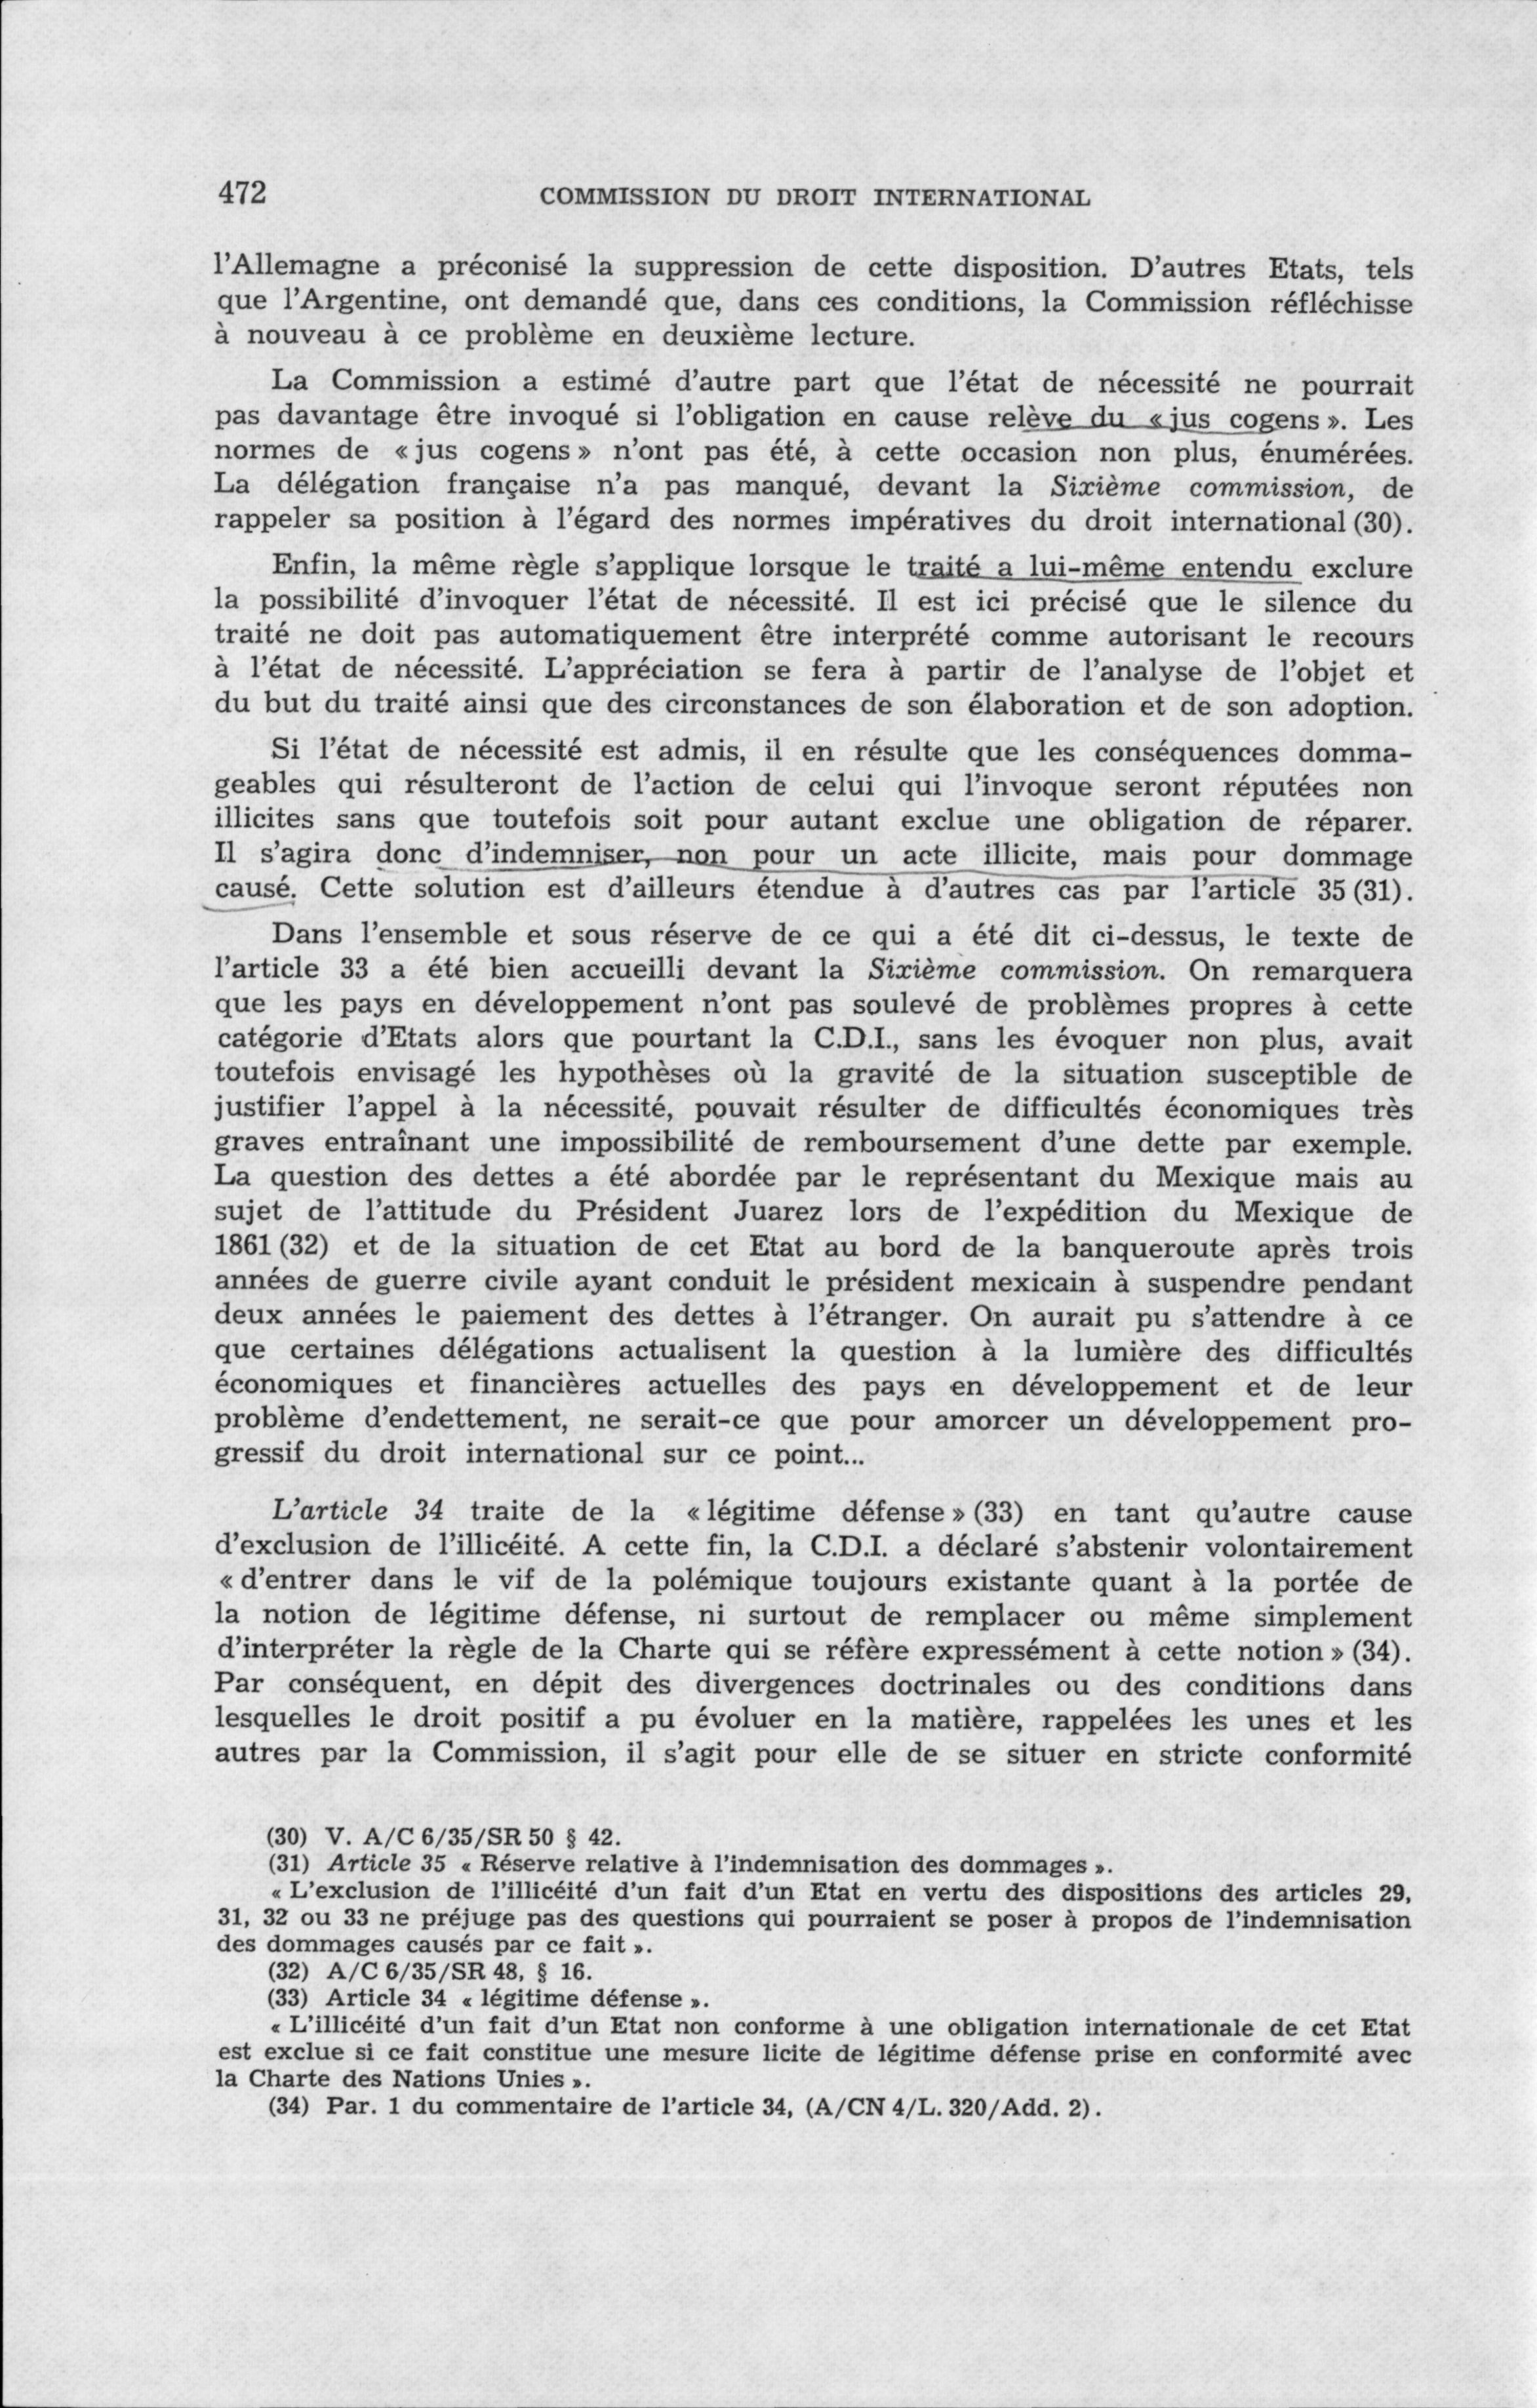 472
COMMISSION DU DROIT INTERNATIONAL
l'Allemagne a préconisé la suppression de cette disposition. D'autres Etats, tels
que l'Argentine, ont demandé que, dans ces conditions, la Commission réfléchisse
à nouveau à ce problème en deuxième lecture.
La Commission a estimé d'autre part que l'état de nécessité ne pourrait
pas davantage être invoqué si l'obligation en cause relève du « jus cogens ». Les
normes de « jus cogens » n'ont pas été, à cette occasion non plus, énumérées.
La délégation française n'a pas manqué, devant la Sixième commission, de
rappeler sa position à l'égard des normes impératives du droit international (30).
Enfin, la même règle s'applique lorsque le traité a lui-même entendu exclure
la possibilité d'invoquer l'état de nécessité. Il est ici précisé que le silence du
traité ne doit pas automatiquement être interprété comme autorisant le recours
à l'état de nécessité. L'appréciation se fera à partir de l'analyse de l'objet et
du but du traité ainsi que des circonstances de son élaboration et de son adoption.
Si l'état de nécessité est admis, il en résulte que les conséquences domma-
geables qui résulteront de l'action de celui qui l'invoque seront réputées non
illicites sans que toutefois soit pour autant exclue une obligation de réparer.
Il s'agira donc d'indemniser, non pour un acte illicite, mais pour dommage
causé. Cette solution est d'ailleurs étendue à d'autres cas par l'article 35 (31).
Dans l'ensemble et sous réserve de ce qui a été dit ci-dessus, le texte de
l'article 33 a été bien accueilli devant la Sixième commission. On remarquera
que les pays en développement n'ont pas soulevé de problèmes propres à cette
catégorie d'Etats alors que pourtant la C.D.I., sans les évoquer non plus, avait
toutefois envisagé les hypothèses où la gravité de la situation susceptible de
justifier l'appel à la nécessité, pouvait résulter de difficultés économiques très
graves entraînant une impossibilité de remboursement d'une dette par exemple.
La question des dettes a été abordée par le représentant du Mexique mais au
sujet de l'attitude du Président Juarez lors de l'expédition du Mexique de
1861 (32) et de la situation de cet Etat au bord de la banqueroute après trois
années de guerre civile ayant conduit le président mexicain à suspendre pendant
deux années le paiement des dettes à l'étranger. On aurait pu s'attendre à ce
que certaines délégations actualisent la question à la lumière des difficultés
économiques et financières actuelles des pays en développement et de leur
problème d'endettement, ne serait-ce que pour amorcer un développement pro-
gressif du droit international sur ce point...
L'article 34 traite de la « légitime défense » (33) en tant qu'autre cause
d'exclusion de l'illicéité. A cette fin, la C.D.I. a déclaré s'abstenir volontairement
« d'entrer dans le vif de la polémique toujours existante quant à la portée de
la notion de légitime défense, ni surtout de remplacer ou même simplement
d'interpréter la règle de la Charte qui se réfère expressément à cette notion » (34).
Par conséquent, en dépit des divergences doctrinales ou des conditions dans
lesquelles le droit positif a pu évoluer en la matière, rappelées les unes et les
autres par la Commission, il s'agit pour elle de se situer en stricte conformité
(30) V. A/C 6/35/SR 50 § 42.
(31) Article 35 « Réserve relative à l'indemnisation des dommages ».
« L'exclusion de l'illicéité d'un fait d'un Etat en vertu des dispositions des articles 29,
31, 32 ou 33 ne préjuge pas des questions qui pourraient se poser à propos de l'indemnisation
des dommages causés par ce fait ».
(32) A/C 6/35/SR 48, § 16.
(33) Article 34 « légitime défense ».
« L'illicéité d'un fait d'un Etat non conforme à une obligation internationale de cet Etat
est exclue si ce fait constitue une mesure licite de légitime défense prise en conformité avec
la Charte des Nations Unies ».
(34) Par. 1 du commentaire de l'article 34, (A/CN 4/L. 320/Add. 2).